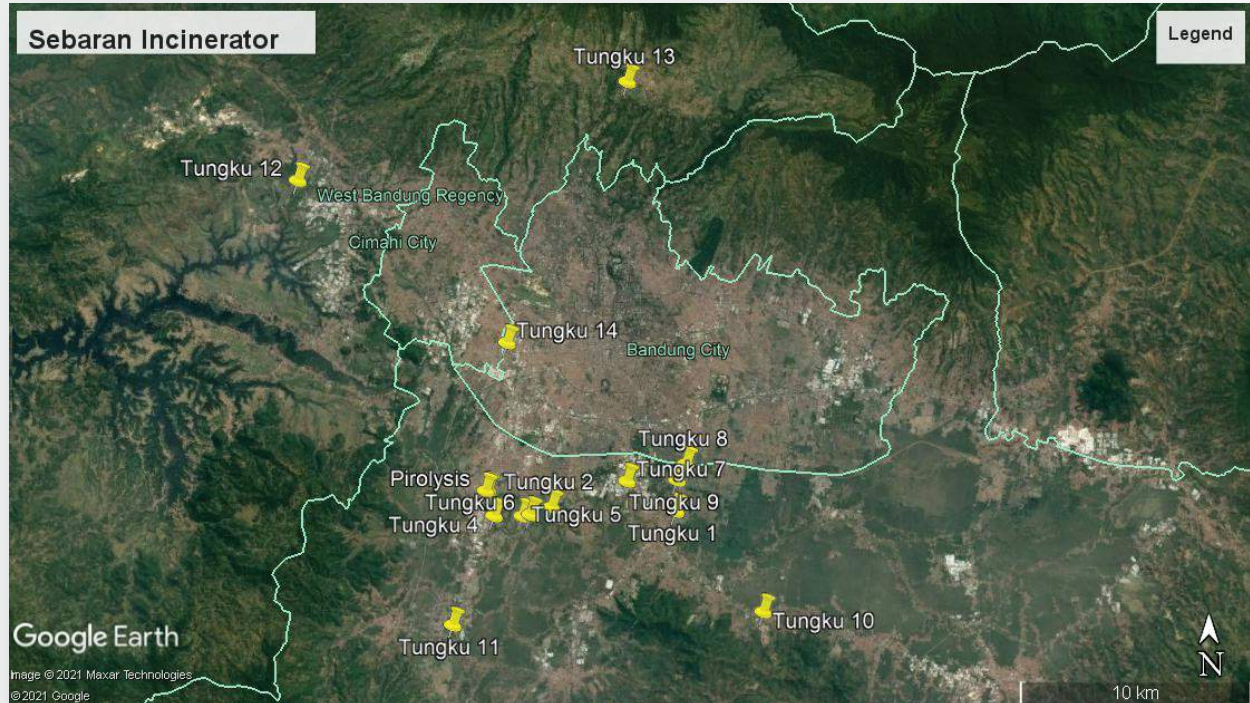 Sebaran Incinerator
Legend
Tungku 13
Tungku 12
West Bandung Regency
Cimahi City
Tungku 14
Bandung City
Tungku 8
Tungku 7
Pirolysis
Tungku 2
Tungku 6
Tungku 9
Tungku 5
Tungku 4
Tungku 1
Tungku 10
Tungku 11
Google Earth
N
Image © 2021 Maxar Technologies
© 2021 Google
10 km